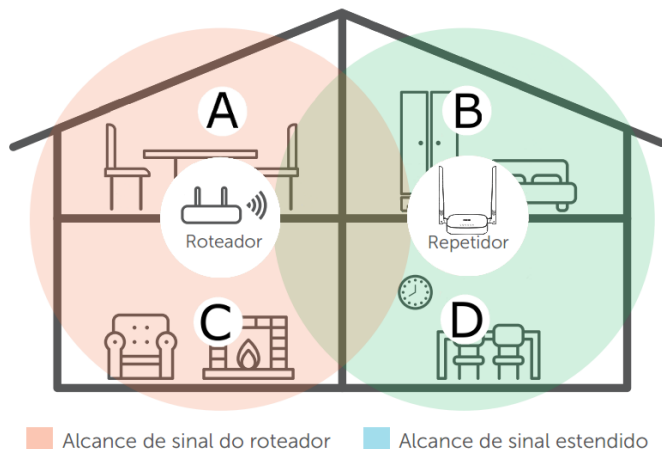 A
B
Roteador
Repetidor
C
D
Alcance de sinal do roteador
Alcance de sinal estendido